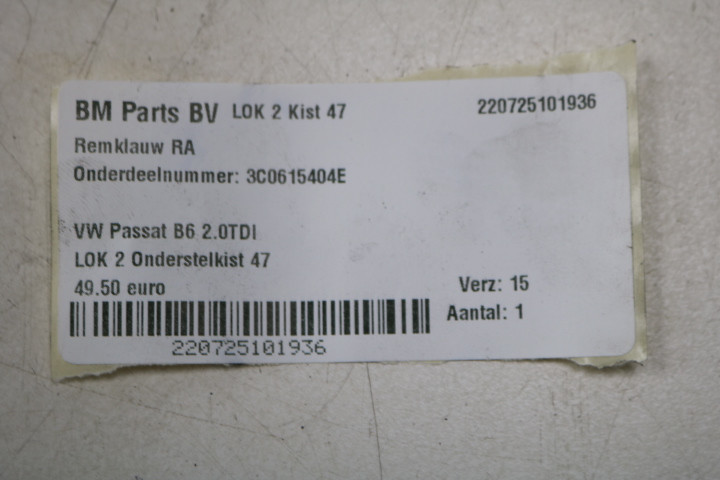 BM Parts BV LOK 2 Kist 47 220725101936
Remklauw RA
Onderdeelnummer: 3C0615404E
VW Passat B6 2.0TDI
LOK 2 Onderstelkist 47
49.50 euro Verz: 15
Aantal: 1
220725101936